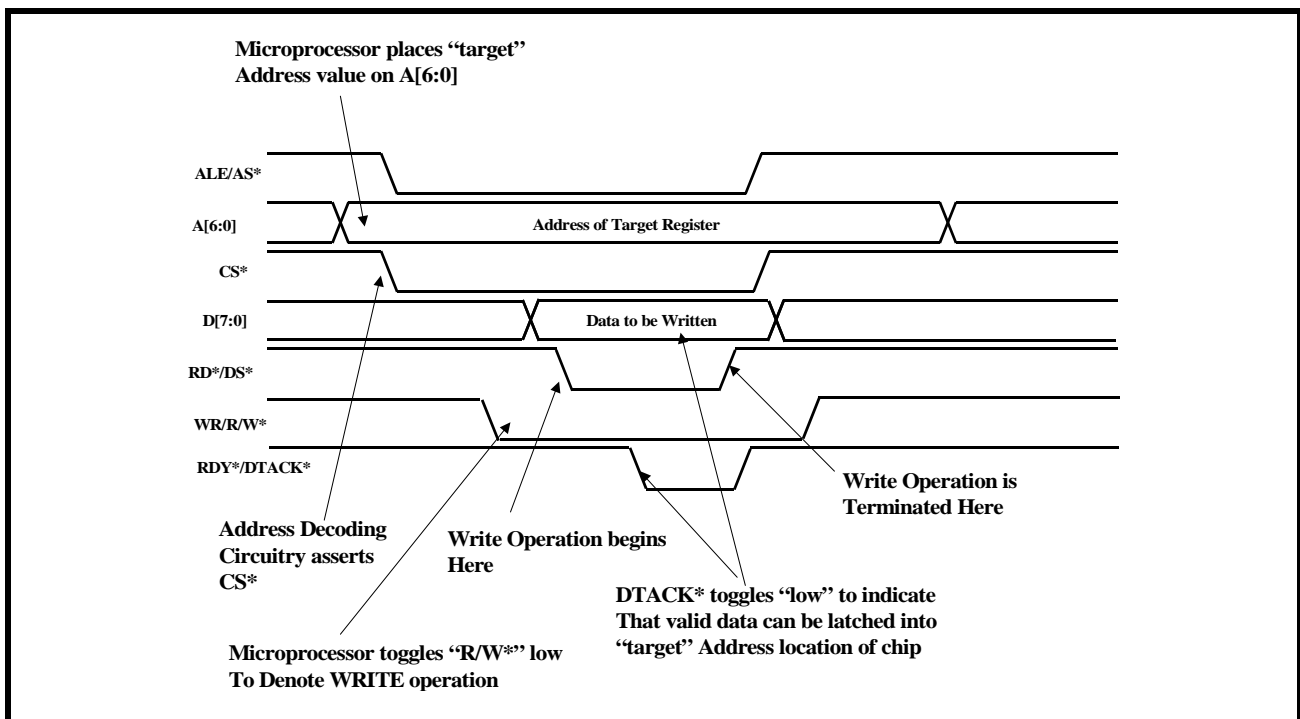 Microprocessor places “target”
Address value on A[6:0]
ALE/AS*
A[6:0]
Address of Target Register
CS*
D[7:0]
Data to be Written
RD*/DS*
WR/R/W*
RDY*/DTACK*
Write Operation is
Terminated Here
Address Decoding
Circuitry asserts
CS*
Write Operation begins
Here
DTACK* toggles “low” to indicate
That valid data can be latched into
“target” Address location of chip
Microprocessor toggles “R/W*” low
To Denote WRITE operation